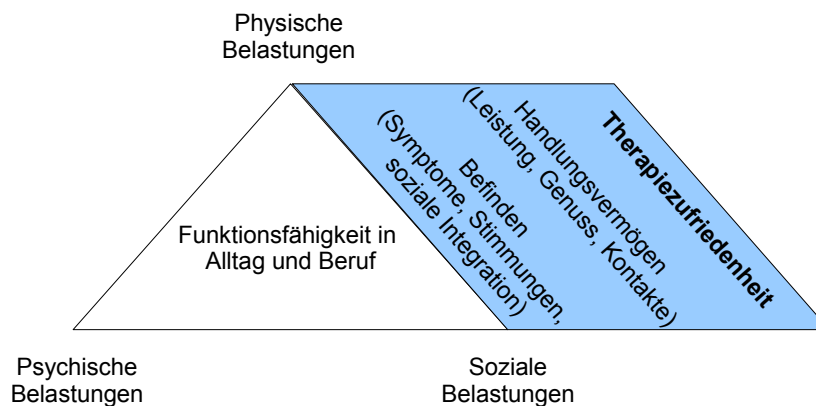 Physische
Belastungen
Therapiezufriedenheit
Handlungsvermögen
(Leistung, Genuss, Kontakte)
Befinden
(Symptome, Stimmungen,
soziale Integration)
Funktionsfähigkeit in
Alltag und Beruf
Psychische
Belastungen
Soziale
Belastungen